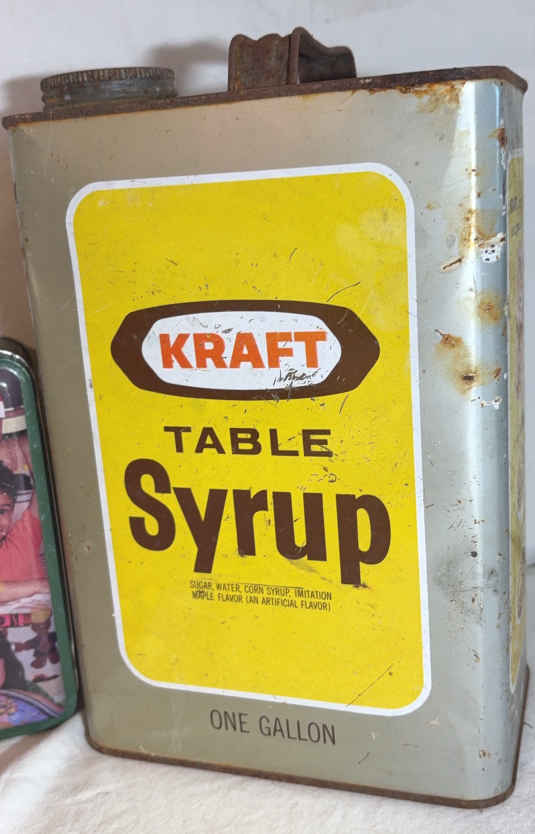 KRAFT
TABLE
Syrup
SUGAR, WATER, CORN SYRUP, IMITATION
MAPLE FLAVOR (AN ARTIFICIAL FLAVOR)
ONE GALLON